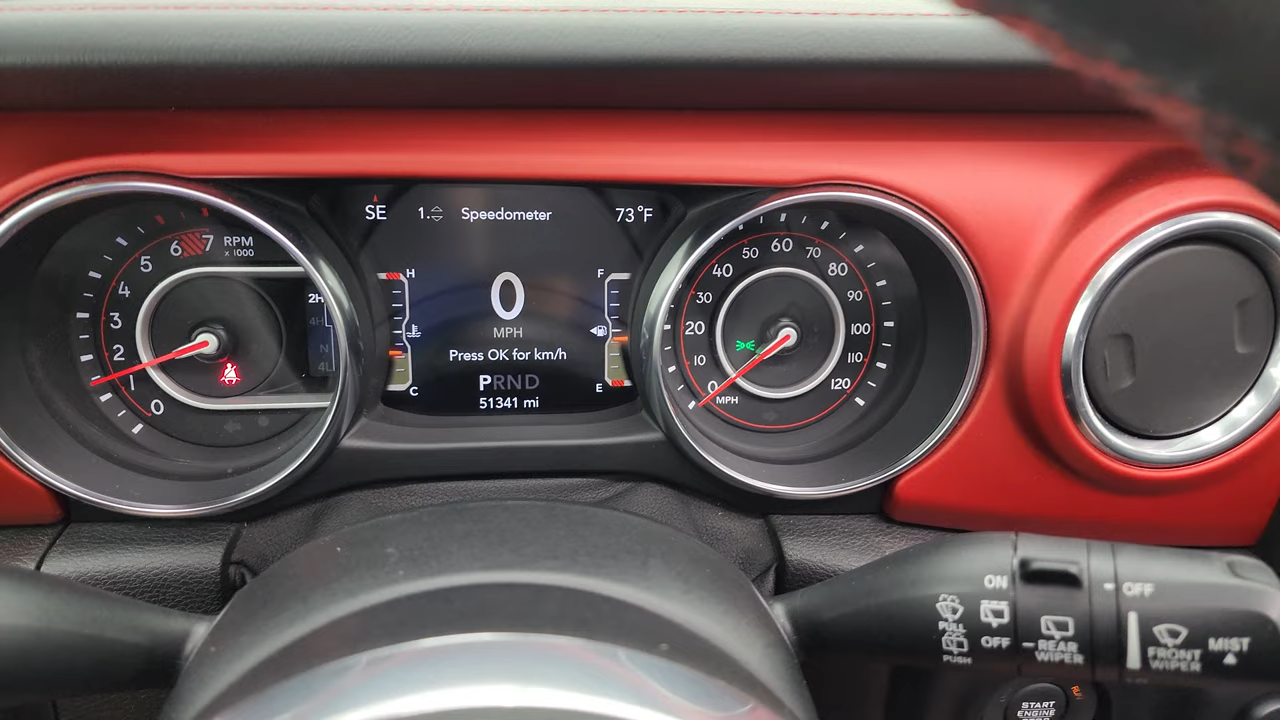 SE 1. Speedometer 73°F
0
MPH
Press OK for km/h
PRND
51341 mi
H
C
F
E
RPM
x 1000
0
1
2
3
4
5
6
7
2H
4H
N
4L
0
10
20
30
40
50
60
70
80
90
100
110
120
MPH
ON
OFF
PULL
PUSH
REAR
WIPER
OFF
FRONT
WIPER
MIST
START
ENGINE